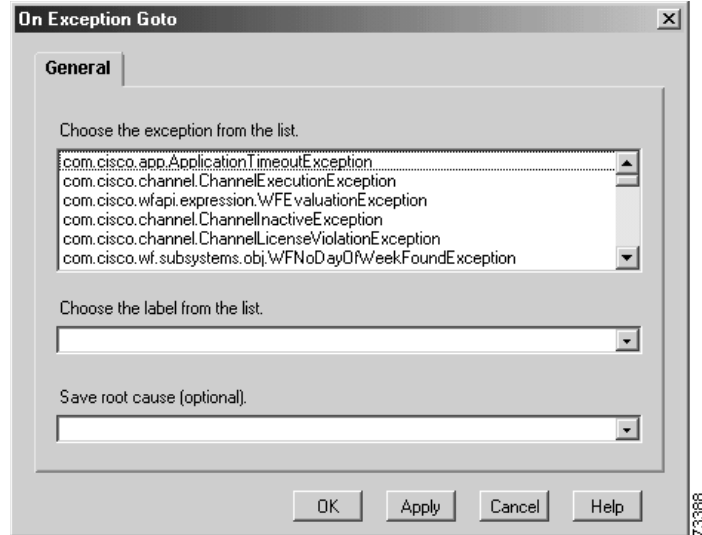 On Exception Goto
General
Choose the exception from the list.
com.cisco.app.ApplicationTimeoutException
com.cisco.channel.ChannelExecutionException
com.cisco.wfapi.expression.WFEvaluationException
com.cisco.channel.ChannelInactiveException
com.cisco.channel.ChannelLicenseViolationException
com.cisco.wf.subsystems.obj.WFNoDayOfWeekFoundException
Choose the label from the list.
Save root cause (optional).
OK Apply Cancel Help
73388